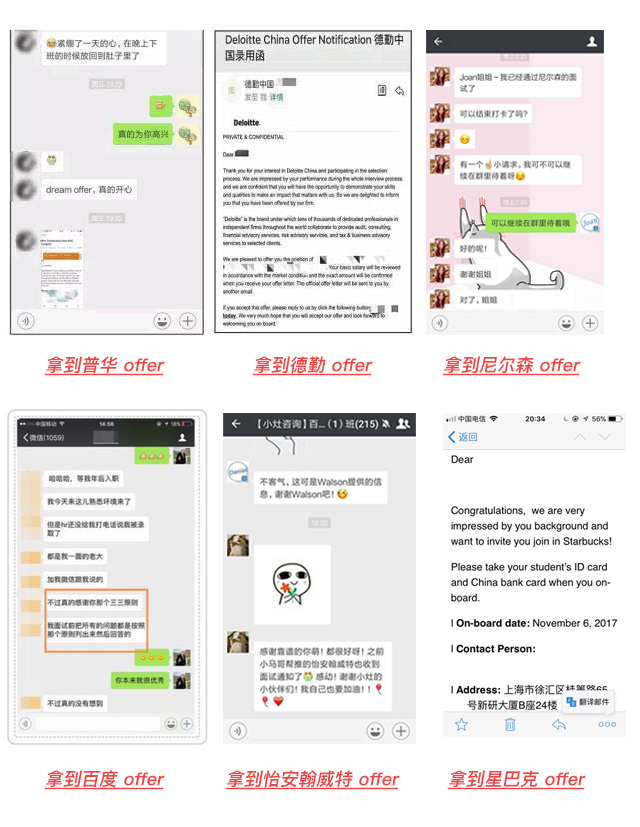 紧绷了一天的心，在晚上下
班的时候放回到肚子里了
周三 19:29
真的为你高兴
dream offer，真的开心
周三 19:33
拿到普华 offer
Deloitte China Offer Notification 德勤中
国录用函
德勤中国
发至 我 详情
Deloitte.
PRIVATE & CONFIDENTIAL
Dear
Thank you for your interest in Deloitte China and participating in the selection
process. We are impressed by your performance during the whole interview process
and we are confident that you will have the opportunity to demonstrate your skills
and qualities to make an impact that matters with us. So we are delighted to inform
you that you have been offered by our firm.
"Deloitte" is the brand under which tens of thousands of dedicated professionals in
independent firms throughout the world collaborate to provide audit, consulting,
financial advisory services, risk advisory services, and tax & business advisory
services to selected clients.
We are pleased to offer you the position of
Your basic salary will be reviewed
in accordance with the market condition and the exact amount will be confirmed
when you receive your offer letter. The official offer letter will be sent to you by
another email.
If you accept this offer, please reply to us by click the following button
today. We very much hope that you will accept our offer and look forward to
welcoming you on board.
拿到德勤 offer
Joan姐姐～我已经通过尼尔森的面
试了
可以结束打卡了吗？
有一个小请求，我可不可以继
续在群里待着呀
可以继续在群里待着哦
Joan
好的呢！
谢谢姐姐
对了，姐姐
拿到尼尔森 offer
中国移动 14:56 18%
微信(1059)
哈哈哈，等我年后入职
我今天来这儿熟悉环境来了
但是hr还没给我打电话说我被录
取了
都是我一面的老大
加我微信跟我说的
不过真的感谢你那个三三原则
我面试前把所有的问题都是按照
那个原则列出来然后回答的
你本来就很优秀
不过真的没有想到
拿到百度 offer
【小灶咨询】百...（1）班(215)
Daniel
不客气，这可是Walson提供的信
息，谢谢Walson吧！
19:02
感谢靠谱的你萌！都很好呀！之前
小马哥帮推的怡安翰威特也收到
面试通知了 感动！谢谢小灶的
小伙伴们！我自己也要加油！！
拿到怡安翰威特 offer
中国电信 20:34 56%
返回
Dear
Congratulations, we are very
impressed by you background and
want to invite you join in Starbucks!
Please take your student's ID card
and China bank card when you on-
board.
l On-board date: November 6, 2017
l Contact Person:
l Address: 上海市徐汇区桂箐路65
号新研大厦B座24楼
翻译邮件
拿到星巴克 offer